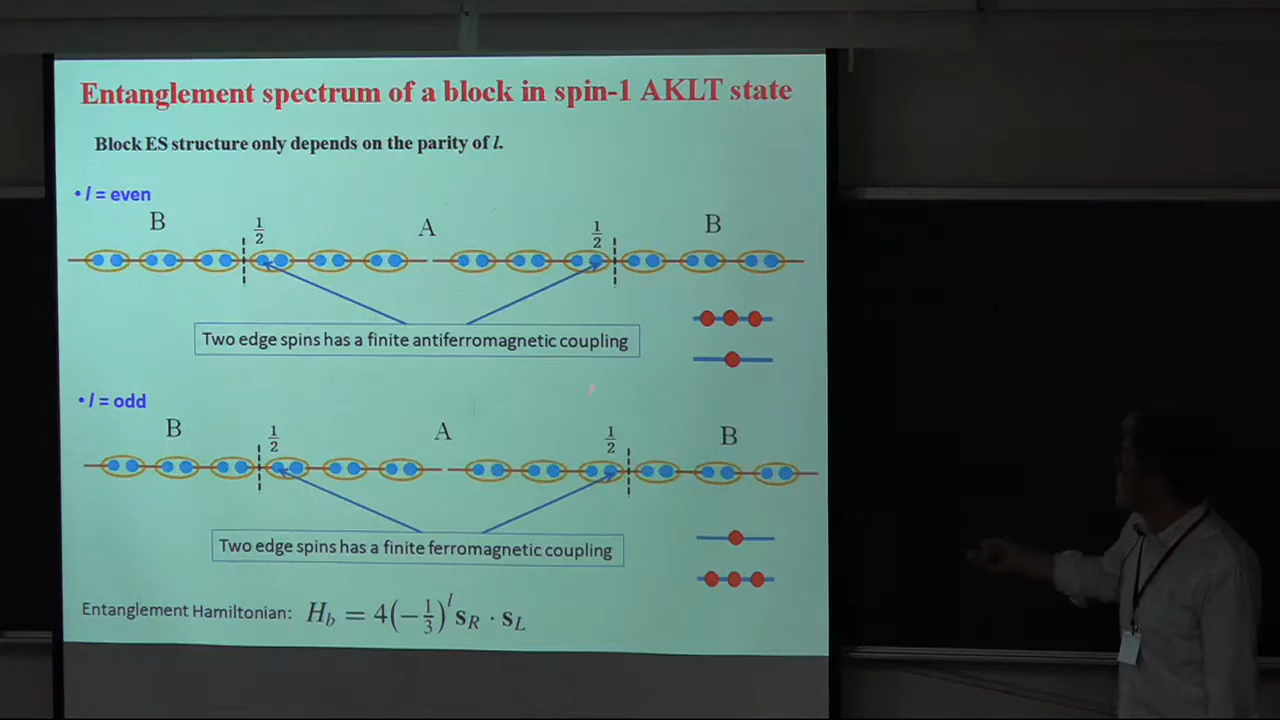 Entanglement spectrum of a block in spin-1 AKLT state
Block ES structure only depends on the parity of l.
• l = even
B 1/2 A 1/2 B
Two edge spins has a finite antiferromagnetic coupling
• l = odd
B 1/2 A 1/2 B
Two edge spins has a finite ferromagnetic coupling
Entanglement Hamiltonian: H_b = 4(−1/3)^l s_R · s_L